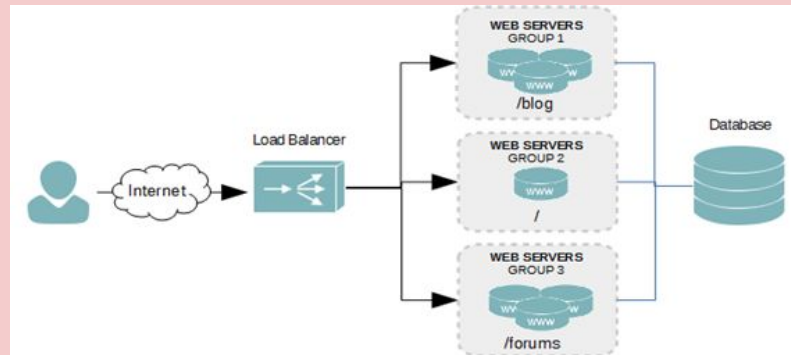 Internet
Load Balancer
WEB SERVERS
GROUP 1
www
/blog
WEB SERVERS
GROUP 2
www
/
WEB SERVERS
GROUP 3
www
/forums
Database